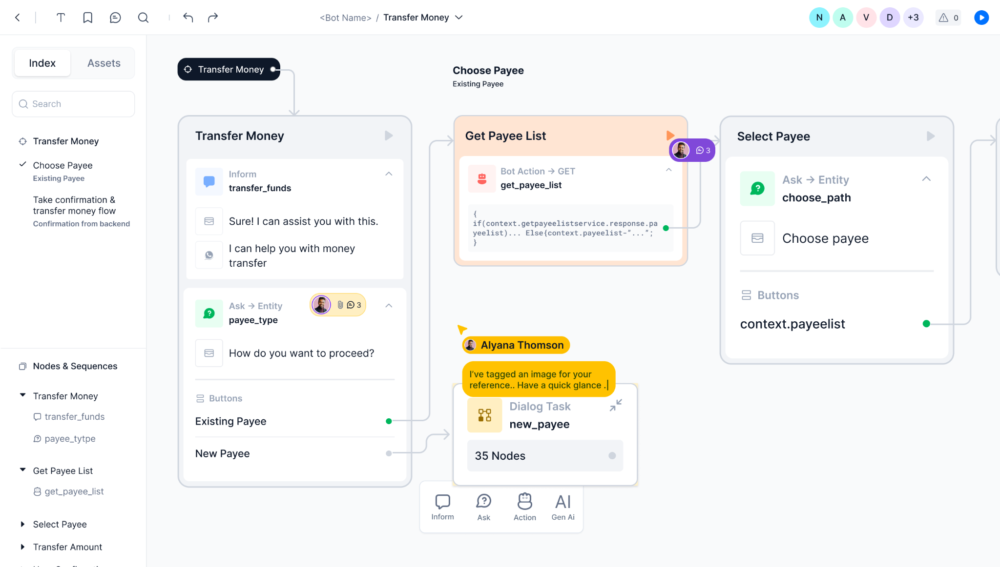 <Bot Name> / Transfer Money
N A V D +3
0
Index Assets
Search
Transfer Money
Choose Payee
Existing Payee
Take confirmation &
transfer money flow
Confirmation from backend
Nodes & Sequences
Transfer Money
transfer_funds
payee_tytpe
Get Payee List
get_payee_list
Select Payee
Transfer Amount
Transfer Money
Choose Payee
Existing Payee
Transfer Money
Inform
transfer_funds
Sure! I can assist you with this.
I can help you with money
transfer
Ask → Entity
payee_type
3
How do you want to proceed?
Buttons
Existing Payee
New Payee
Get Payee List
3
Bot Action → GET
get_payee_list
{
if(context.getpayeelistservice.response.pa
yeelist)... Else{context.payeelist-”...”;
}
Alyana Thomson
I’ve tagged an image for your
reference.. Have a quick glance .
Dialog Task
new_payee
35 Nodes
Inform
Ask
Action
AI
Gen Ai
Select Payee
Ask → Entity
choose_path
Choose payee
Buttons
context.payeelist